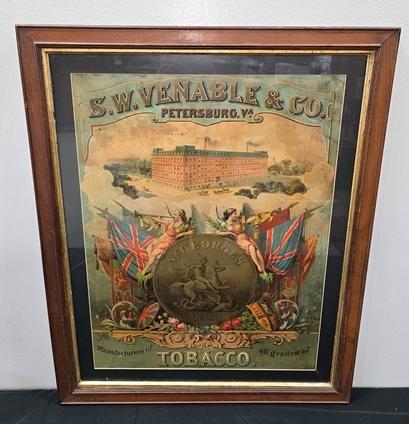 S.W. VENABLE & CO.
PETERSBURG, VA
ST GEORGES
Manufacturers of
all grades of
TOBACCO